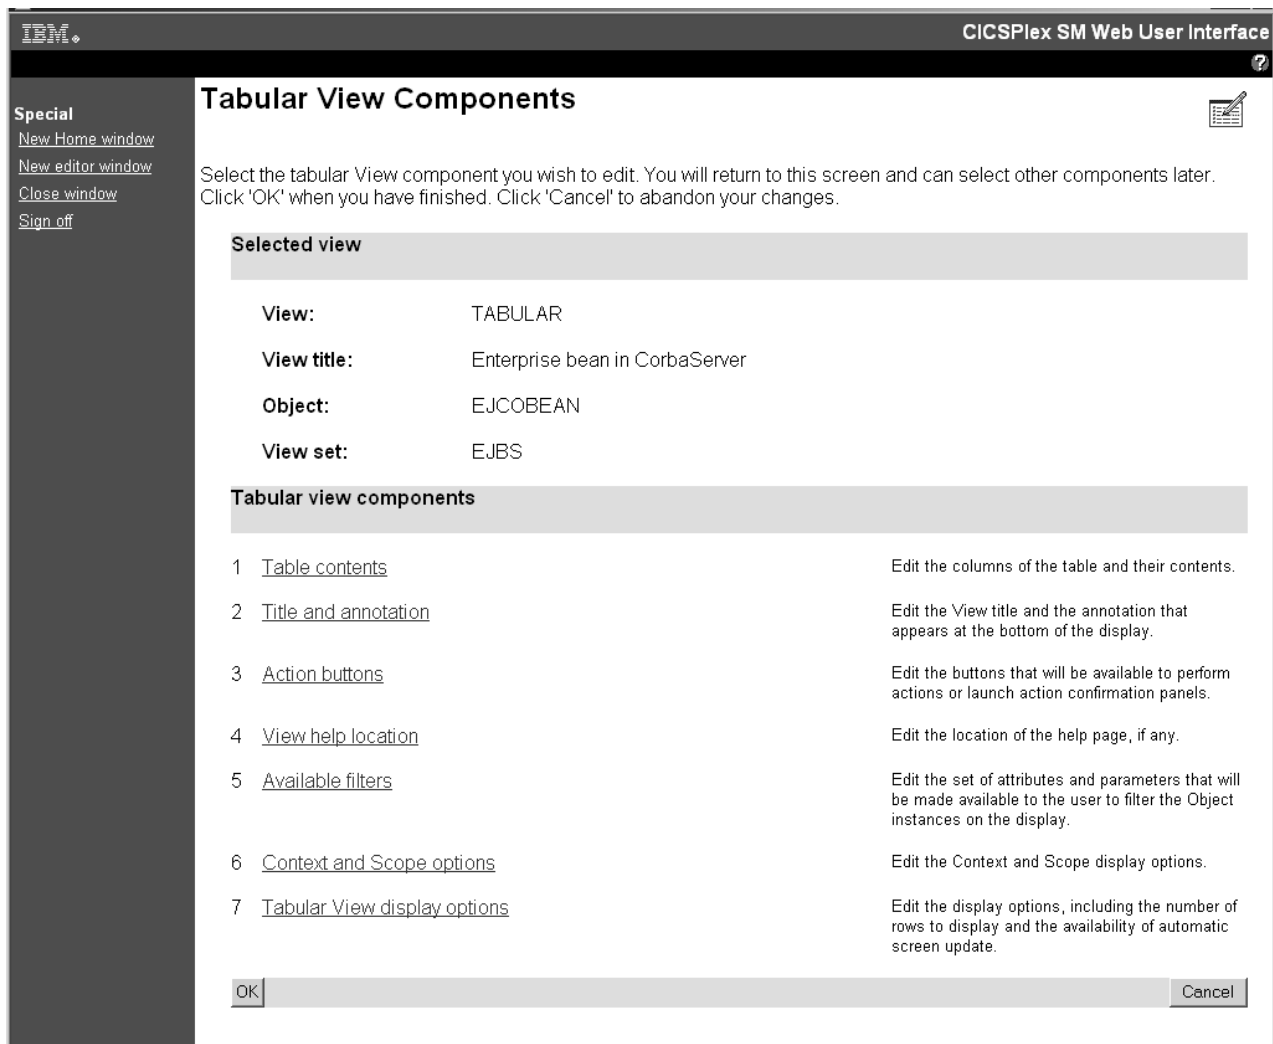 IBM
CICSPlex SM Web User Interface
?
Special
New Home window
New editor window
Close window
Sign off
Tabular View Components
Select the tabular View component you wish to edit. You will return to this screen and can select other components later.
Click 'OK' when you have finished. Click 'Cancel' to abandon your changes.
Selected view
View: TABULAR
View title: Enterprise bean in CorbaServer
Object: EJCOBEAN
View set: EJBS
Tabular view components
1 Table contents Edit the columns of the table and their contents.
2 Title and annotation Edit the View title and the annotation that
appears at the bottom of the display.
3 Action buttons Edit the buttons that will be available to perform
actions or launch action confirmation panels.
4 View help location Edit the location of the help page, if any.
5 Available filters Edit the set of attributes and parameters that will
be made available to the user to filter the Object
instances on the display.
6 Context and Scope options Edit the Context and Scope display options.
7 Tabular View display options Edit the display options, including the number of
rows to display and the availability of automatic
screen update.
OK Cancel